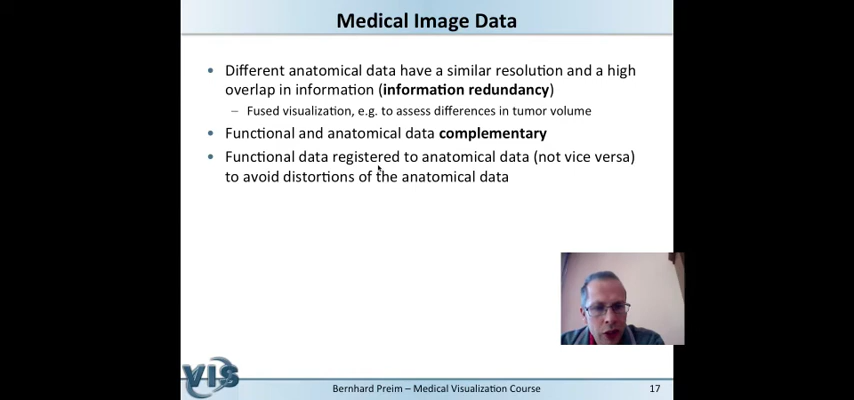 Medical Image Data
• Different anatomical data have a similar resolution and a high
overlap in information (information redundancy)
– Fused visualization, e.g. to assess differences in tumor volume
• Functional and anatomical data complementary
• Functional data registered to anatomical data (not vice versa)
to avoid distortions of the anatomical data
VIS
Bernhard Preim – Medical Visualization Course
17